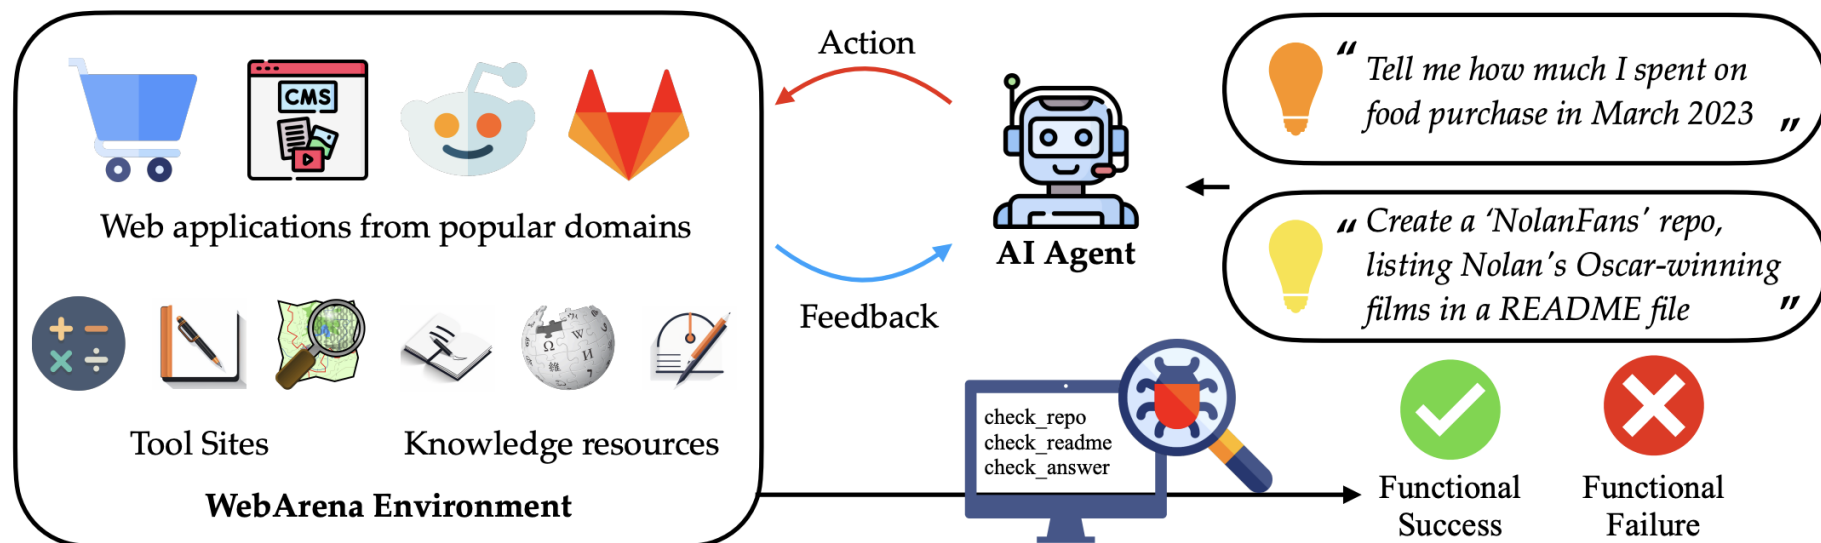 CMS
Web applications from popular domains
Tool Sites
Knowledge resources
WebArena Environment
Action
Feedback
AI Agent
“ Tell me how much I spent on
food purchase in March 2023 ”
“ Create a ‘NolanFans’ repo,
listing Nolan’s Oscar-winning
films in a README file ”
check_repo
check_readme
check_answer
Functional
Success
Functional
Failure